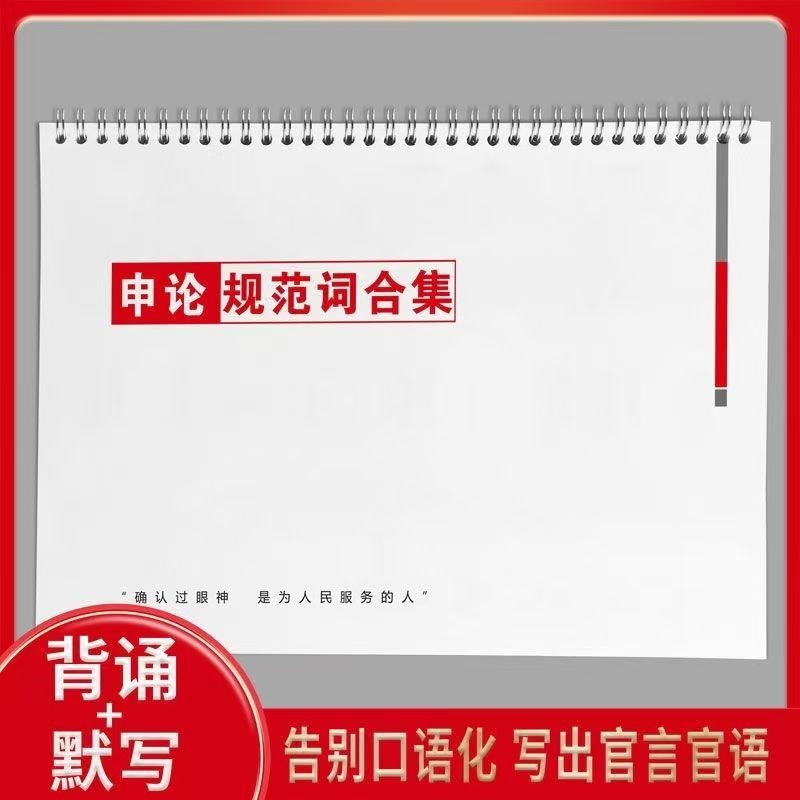 申论 规范词合集
“确认过眼神 是为人民服务的人”
背诵
+
默写
告别口语化 写出官言官语